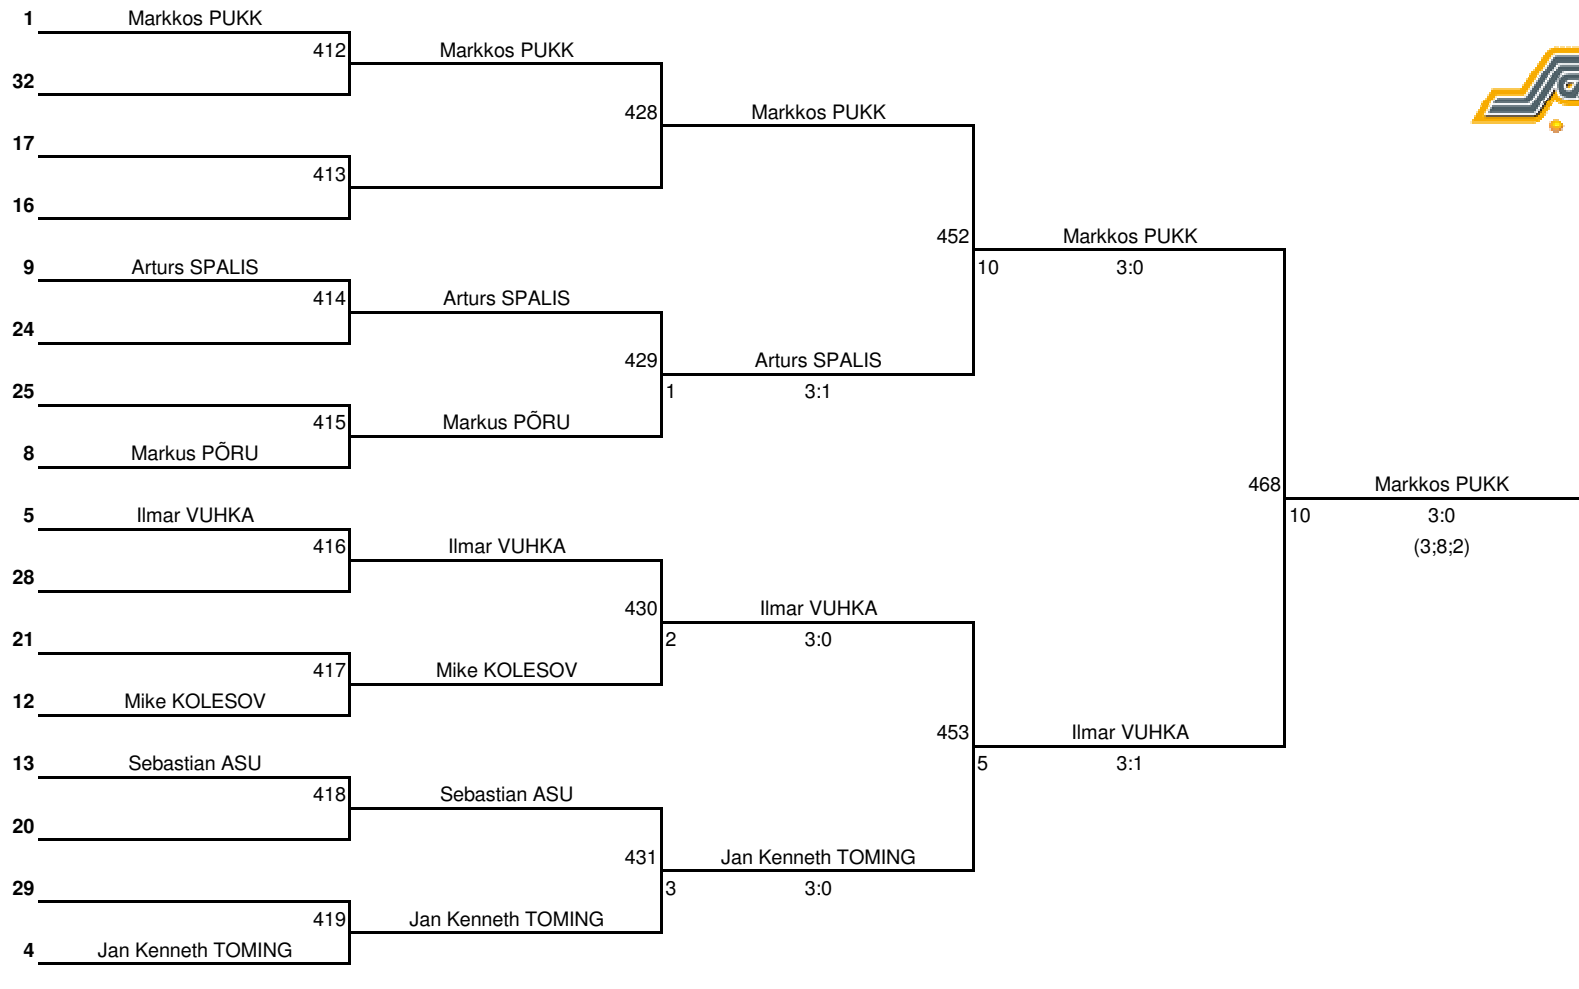 1 Markkos PUKK
412 Markkos PUKK
32
428 Markkos PUKK
17
413
16
452 Markkos PUKK
10 3:0
9 Arturs SPALIS
414 Arturs SPALIS
24
429 Arturs SPALIS
1 3:1
25
415 Markus PÕRU
8 Markus PÕRU
468 Markkos PUKK
10 3:0
(3;8;2)
5 Ilmar VUHKA
416 Ilmar VUHKA
28
430 Ilmar VUHKA
2 3:0
21
417 Mike KOLESOV
12 Mike KOLESOV
453 Ilmar VUHKA
5 3:1
13 Sebastian ASU
418 Sebastian ASU
20
431 Jan Kenneth TOMING
3 3:0
29
419 Jan Kenneth TOMING
4 Jan Kenneth TOMING